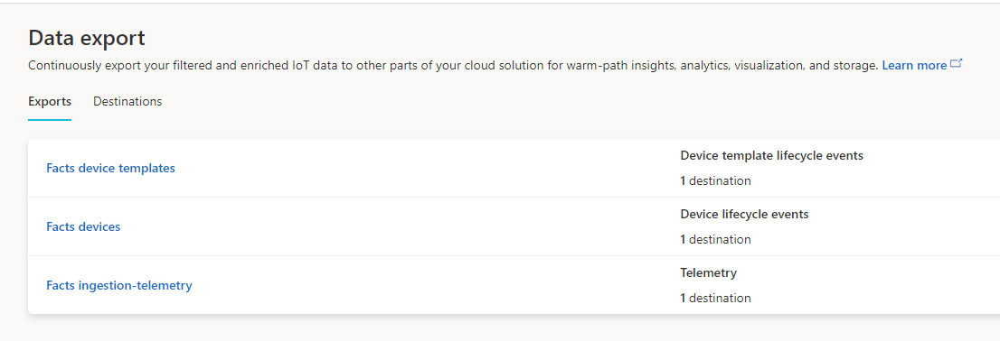 Data export
Continuously export your filtered and enriched IoT data to other parts of your cloud solution for warm-path insights, analytics, visualization, and storage. Learn more
Exports Destinations
Facts device templates
Device template lifecycle events
1 destination
Facts devices
Device lifecycle events
1 destination
Facts ingestion-telemetry
Telemetry
1 destination